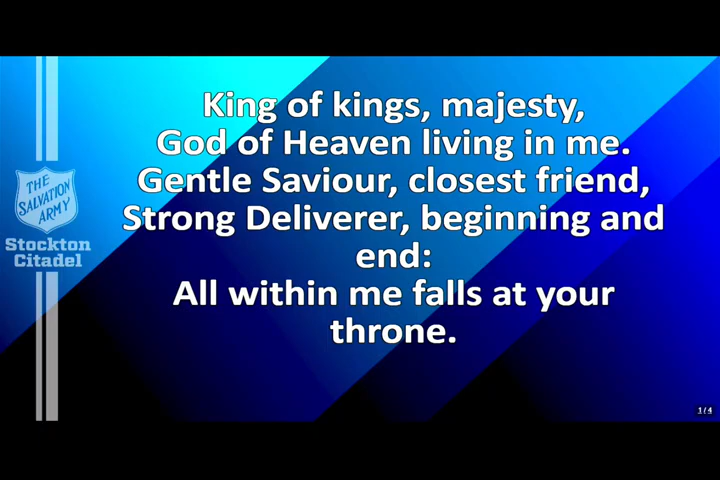 King of kings, majesty,
God of Heaven living in me.
Gentle Saviour, closest friend,
Strong Deliverer, beginning and
end:
All within me falls at your
throne.
THE
SALVATION
ARMY
Stockton
Citadel
1/4